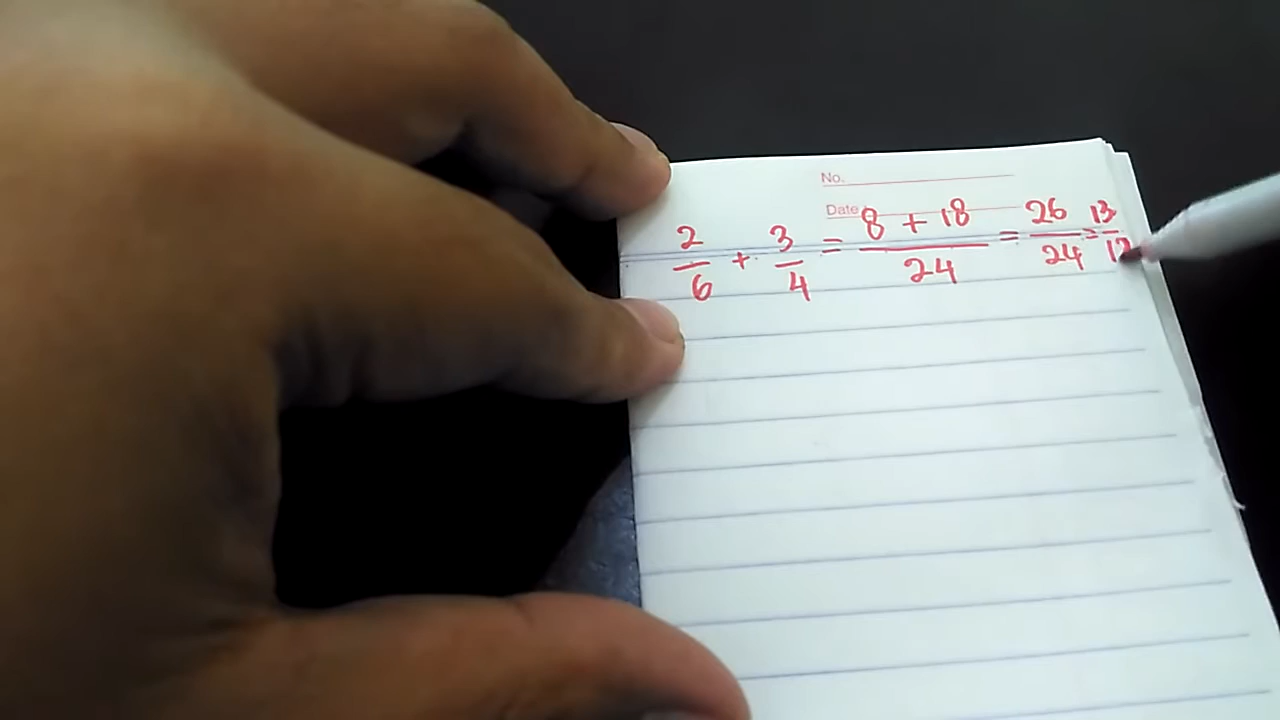 No.
Date
2/6 + 3/4 = 8 + 18/24 = 26/24 = 13/12